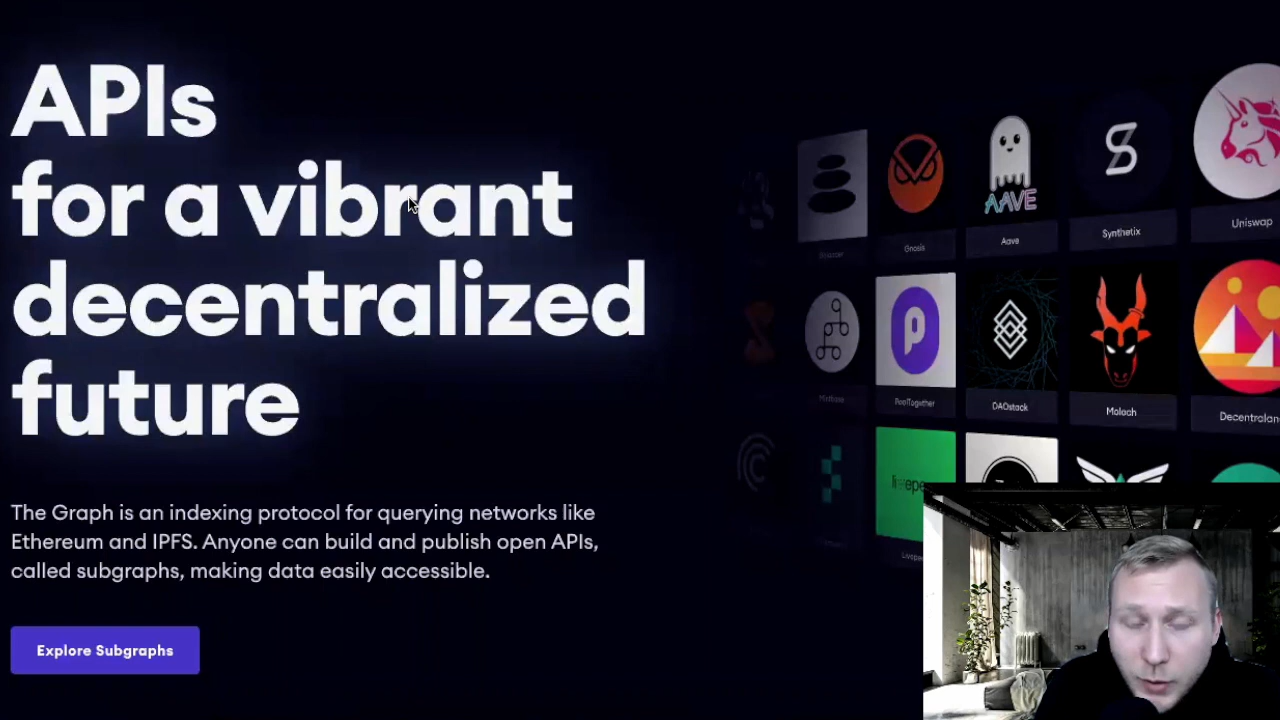 APIs
for a vibrant
decentralized
future
The Graph is an indexing protocol for querying networks like
Ethereum and IPFS. Anyone can build and publish open APIs,
called subgraphs, making data easily accessible.
Explore Subgraphs
AAVE
Gnosis
Aave
Synthetix
Uniswap
PoolTogether
DAOstack
Moloch